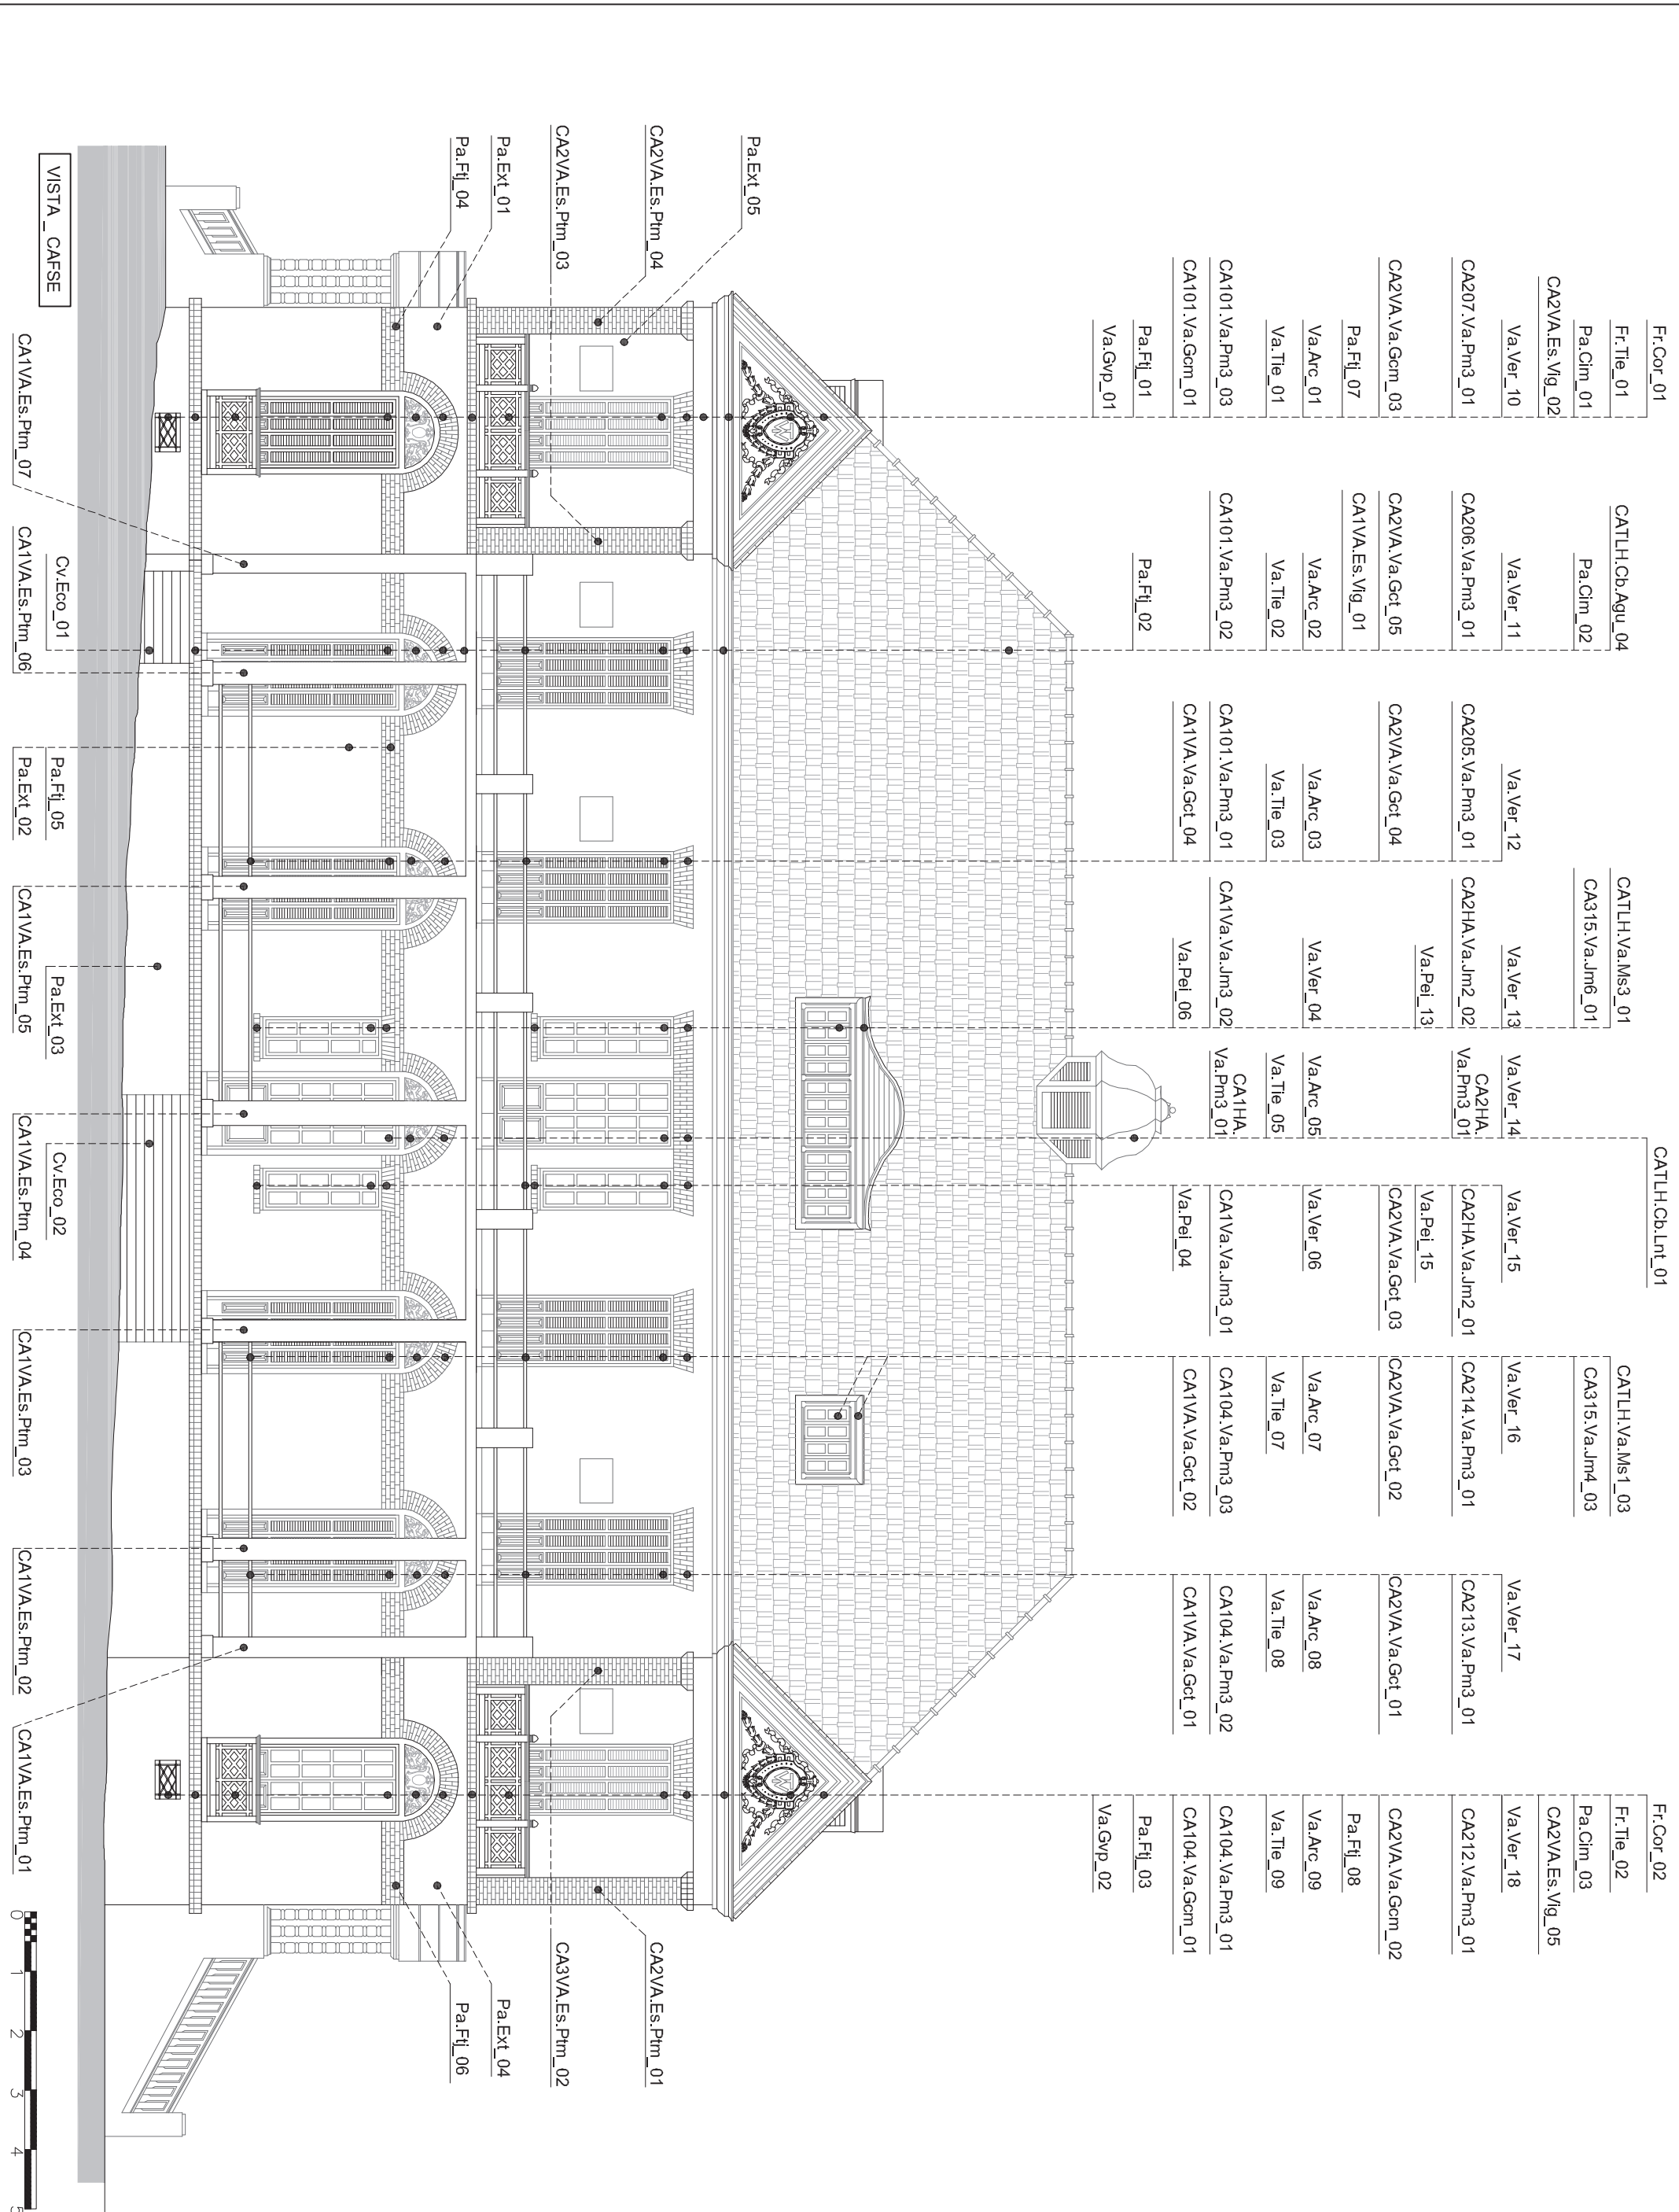 Fr.Cor_01
Fr.Tie_01
Pa.Cim_01
CA2VA.Es.Vig_02
Va.Ver_10
CA207.Va.Pm3_01
CA2VA.Va.Gcm_03
Pa.Ftj_07
Va.Arc_01
Va.Tie_01
CA101.Va.Pm3_03
CA101.Va.Gcm_01
Pa.Ftj_01
Va.Gvp_01
CATLH.Cb.Agu_04
Pa.Cim_02
Va.Ver_11
CA206.Va.Pm3_01
CA2VA.Va.Gct_05
CA1VA.Es.Vig_01
Va.Arc_02
Va.Tie_02
CA101.Va.Pm3_02
Pa.Ftj_02
Va.Ver_12
CA205.Va.Pm3_01
CA2VA.Va.Gct_04
Va.Arc_03
Va.Tie_03
CA101.Va.Pm3_01
CA1VA.Va.Gct_04
CATLH.Va.Ms3_01
CA315.Va.Jm6_01
Va.Ver_13
CA2HA.Va.Jm2_02
Va.Pei_13
Va.Ver_04
CA1Va.Va.Jm3_02
Va.Pei_06
Va.Ver_14
CA2HA.
Va.Pm3_01
Va.Arc_05
Va.Tie_05
CA1HA.
Va.Pm3_01
CATLH.Cb.Lnt_01
Va.Ver_15
CA2HA.Va.Jm2_01
Va.Pei_15
CA2VA.Va.Gct_03
Va.Ver_06
CA1Va.Va.Jm3_01
Va.Pei_04
CATLH.Va.Ms1_03
CA315.Va.Jm4_03
Va.Ver_16
CA214.Va.Pm3_01
CA2VA.Va.Gct_02
Va.Arc_07
Va.Tie_07
CA104.Va.Pm3_03
CA1VA.Va.Gct_02
Va.Ver_17
CA213.Va.Pm3_01
CA2VA.Va.Gct_01
Va.Arc_08
Va.Tie_08
CA104.Va.Pm3_02
CA1VA.Va.Gct_01
Fr.Cor_02
Fr.Tie_02
Pa.Cim_03
CA2VA.Es.Vig_05
Va.Ver_18
CA212.Va.Pm3_01
CA2VA.Va.Gcm_02
Pa.Ftj_08
Va.Arc_09
Va.Tie_09
CA104.Va.Pm3_01
CA104.Va.Gcm_01
Pa.Ftj_03
Va.Gvp_02
Pa.Ext_05
CA2VA.Es.Ptm_04
CA2VA.Es.Ptm_03
Pa.Ext_01
Pa.Ftj_04
CA2VA.Es.Ptm_01
CA3VA.Es.Ptm_02
Pa.Ext_04
Pa.Ftj_06
VISTA _ CAFSE
CA1VA.Es.Ptm_07
Cv.Eco_01
CA1VA.Es.Ptm_06
Pa.Ftj_05
Pa.Ext_02
CA1VA.Es.Ptm_05
Pa.Ext_03
CA1VA.Es.Ptm_04
Cv.Eco_02
CA1VA.Es.Ptm_03
CA1VA.Es.Ptm_02
CA1VA.Es.Ptm_01
0 1 2 3 4 5